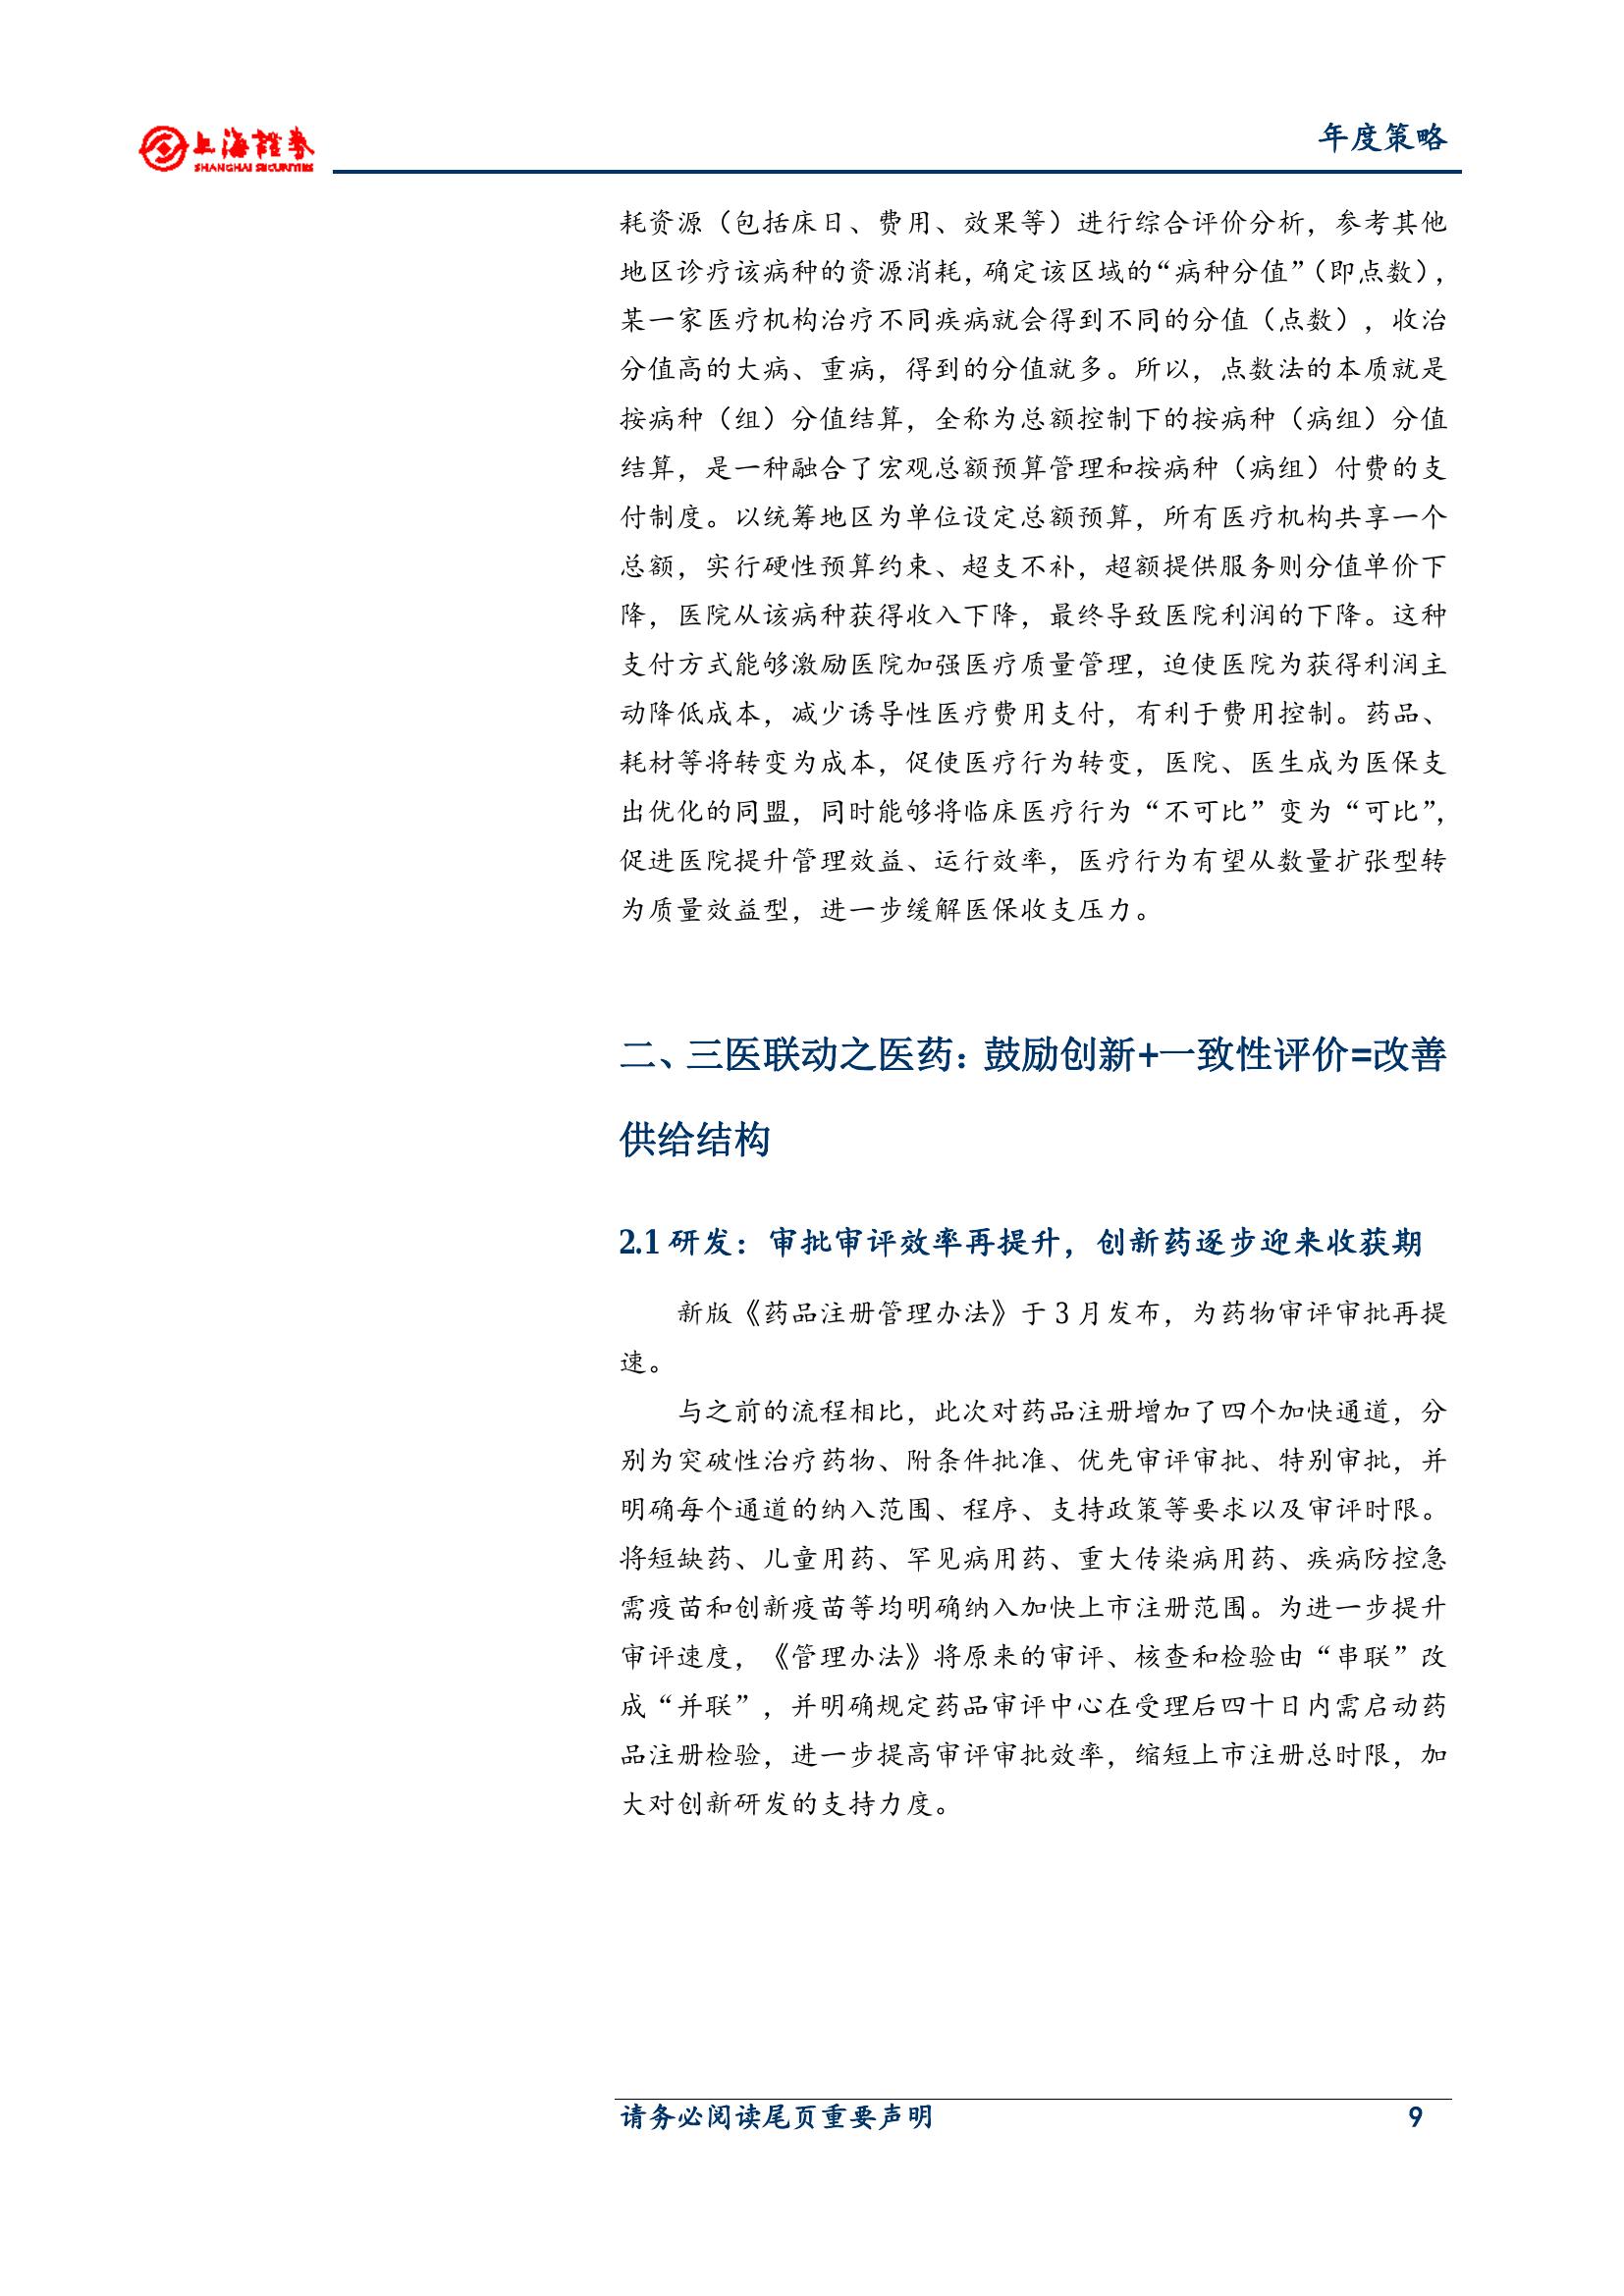 上海證券
SHANGHAI SECURITIES
年度策略
耗资源（包括床日、费用、效果等）进行综合评价分析，参考其他
地区诊疗该病种的资源消耗，确定该区域的“病种分值”（即点数），
某一家医疗机构治疗不同疾病就会得到不同的分值（点数），收治
分值高的大病、重病，得到的分值就多。所以，点数法的本质就是
按病种（组）分值结算，全称为总额控制下的按病种（病组）分值
结算，是一种融合了宏观总额预算管理和按病种（病组）付费的支
付制度。以统筹地区为单位设定总额预算，所有医疗机构共享一个
总额，实行硬性预算约束、超支不补，超额提供服务则分值单价下
降，医院从该病种获得收入下降，最终导致医院利润的下降。这种
支付方式能够激励医院加强医疗质量管理，迫使医院为获得利润主
动降低成本，减少诱导性医疗费用支付，有利于费用控制。药品、
耗材等将转变为成本，促使医疗行为转变，医院、医生成为医保支
出优化的同盟，同时能够将临床医疗行为“不可比”变为“可比”，
促进医院提升管理效益、运行效率，医疗行为有望从数量扩张型转
为质量效益型，进一步缓解医保收支压力。
二、三医联动之医药：鼓励创新+一致性评价=改善
供给结构
2.1 研发：审批审评效率再提升，创新药逐步迎来收获期
新版《药品注册管理办法》于 3 月发布，为药物审评审批再提
速。
与之前的流程相比，此次对药品注册增加了四个加快通道，分
别为突破性治疗药物、附条件批准、优先审评审批、特别审批，并
明确每个通道的纳入范围、程序、支持政策等要求以及审评时限。
将短缺药、儿童用药、罕见病用药、重大传染病用药、疾病防控急
需疫苗和创新疫苗等均明确纳入加快上市注册范围。为进一步提升
审评速度，《管理办法》将原来的审评、核查和检验由“串联”改
成“并联”，并明确规定药品审评中心在受理后四十日内需启动药
品注册检验，进一步提高审评审批效率，缩短上市注册总时限，加
大对创新研发的支持力度。
请务必阅读尾页重要声明
9